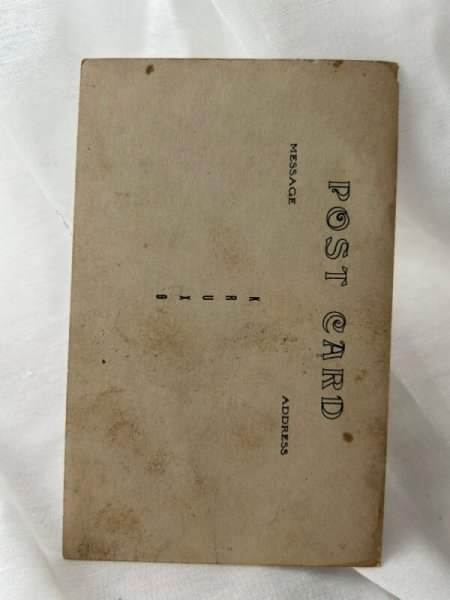 POST CARD
MESSAGE
ADDRESS
KRUXO